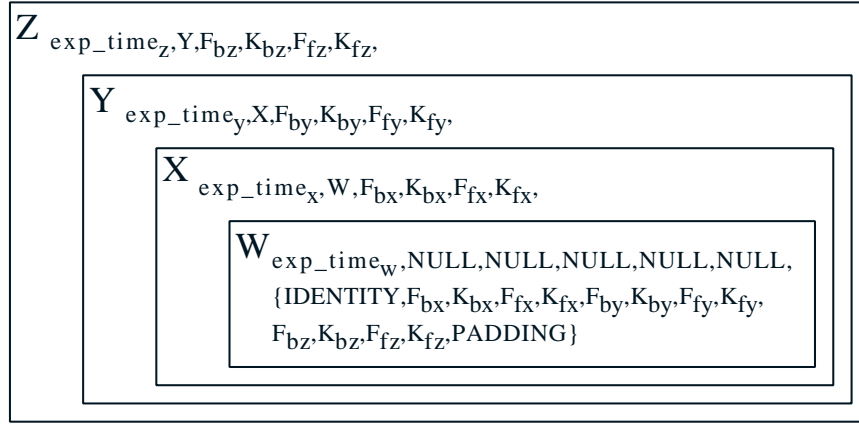 Z exp_timez,Y,Fbz,Kbz,Ffz,Kfz,
Y exp_timey,X,Fby,Kby,Ffy,Kfy,
X exp_timex,W,Fbx,Kbx,Ffx,Kfx,
W exp_timew,NULL,NULL,NULL,NULL,NULL,
{IDENTITY,Fbx,Kbx,Ffx,Kfx,Fby,Kby,Ffy,Kfy,
Fbz,Kbz,Ffz,Kfz,PADDING}